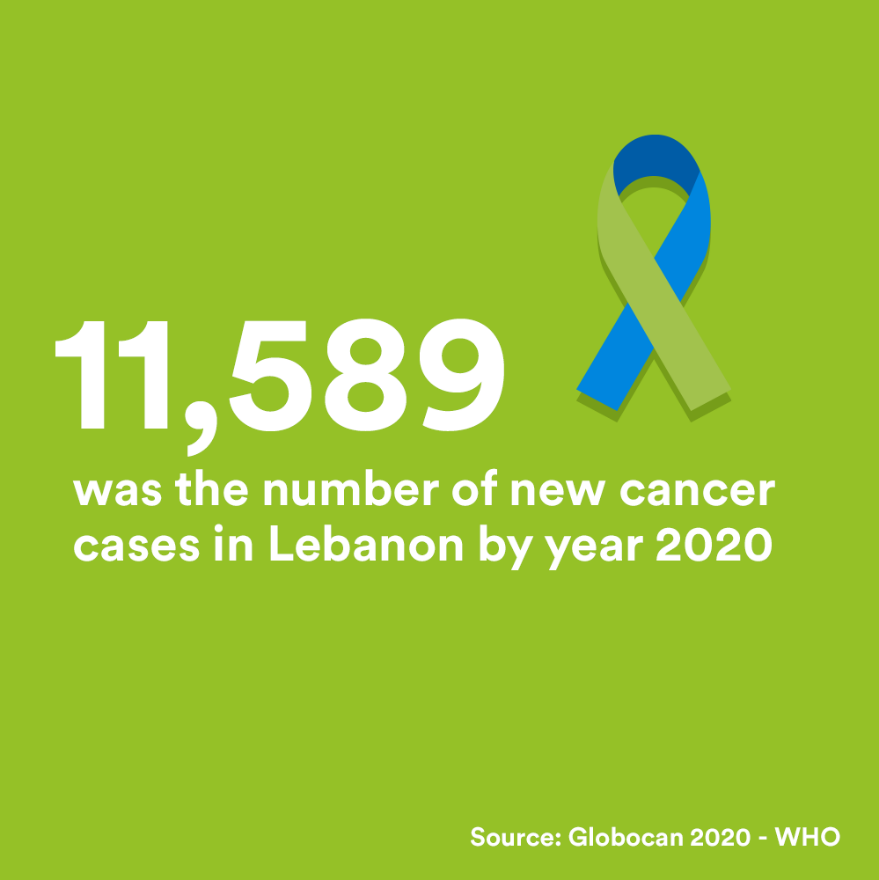 11,589
was the number of new cancer
cases in Lebanon by year 2020
Source: Globocan 2020 - WHO